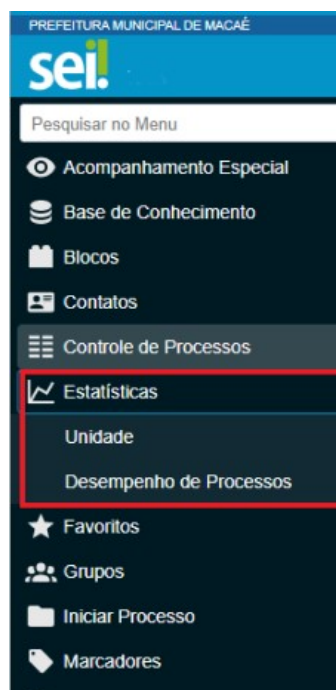 PREFEITURA MUNICIPAL DE MACAÉ
sei!
Pesquisar no Menu
Acompanhamento Especial
Base de Conhecimento
Blocos
Contatos
Controle de Processos
Estatísticas
Unidade
Desempenho de Processos
Favoritos
Grupos
Iniciar Processo
Marcadores